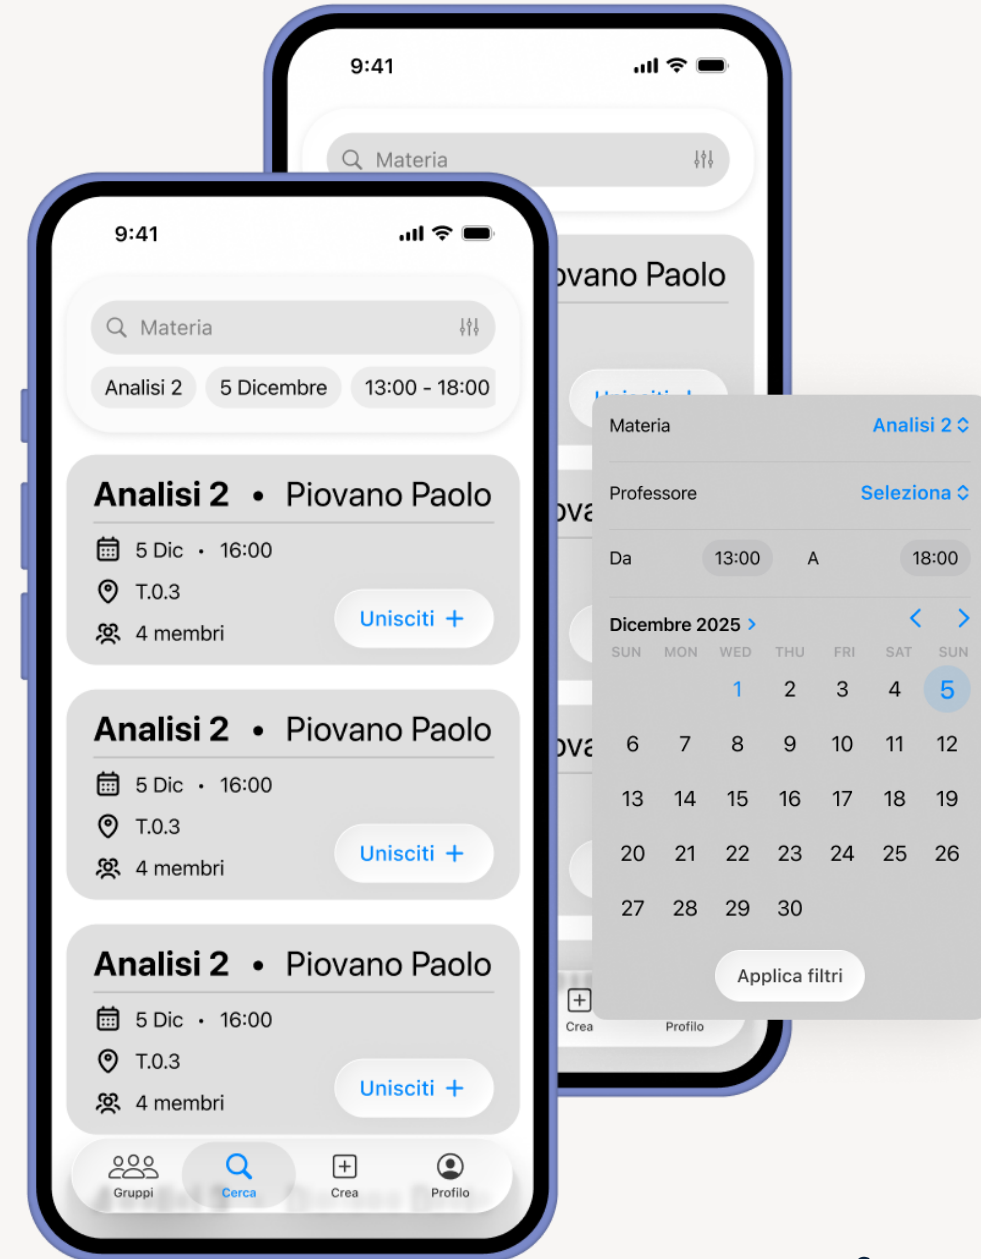 9:41
Materia
ovano Paolo
9:41
Materia
Analisi 2 5 Dicembre 13:00 - 18:00
Analisi 2 • Piovano Paolo
5 Dic • 16:00
T.0.3
4 membri
Unisciti +
Analisi 2 • Piovano Paolo
5 Dic • 16:00
T.0.3
4 membri
Unisciti +
Analisi 2 • Piovano Paolo
5 Dic • 16:00
T.0.3
4 membri
Unisciti +
Gruppi Cerca Crea Profilo
Materia Analisi 2
Professore Seleziona
Da 13:00 A 18:00
Dicembre 2025 >
SUN MON WED THU FRI SAT SUN
1 2 3 4 5
6 7 8 9 10 11 12
13 14 15 16 17 18 19
20 21 22 23 24 25 26
27 28 29 30
Applica filtri
Crea Profilo